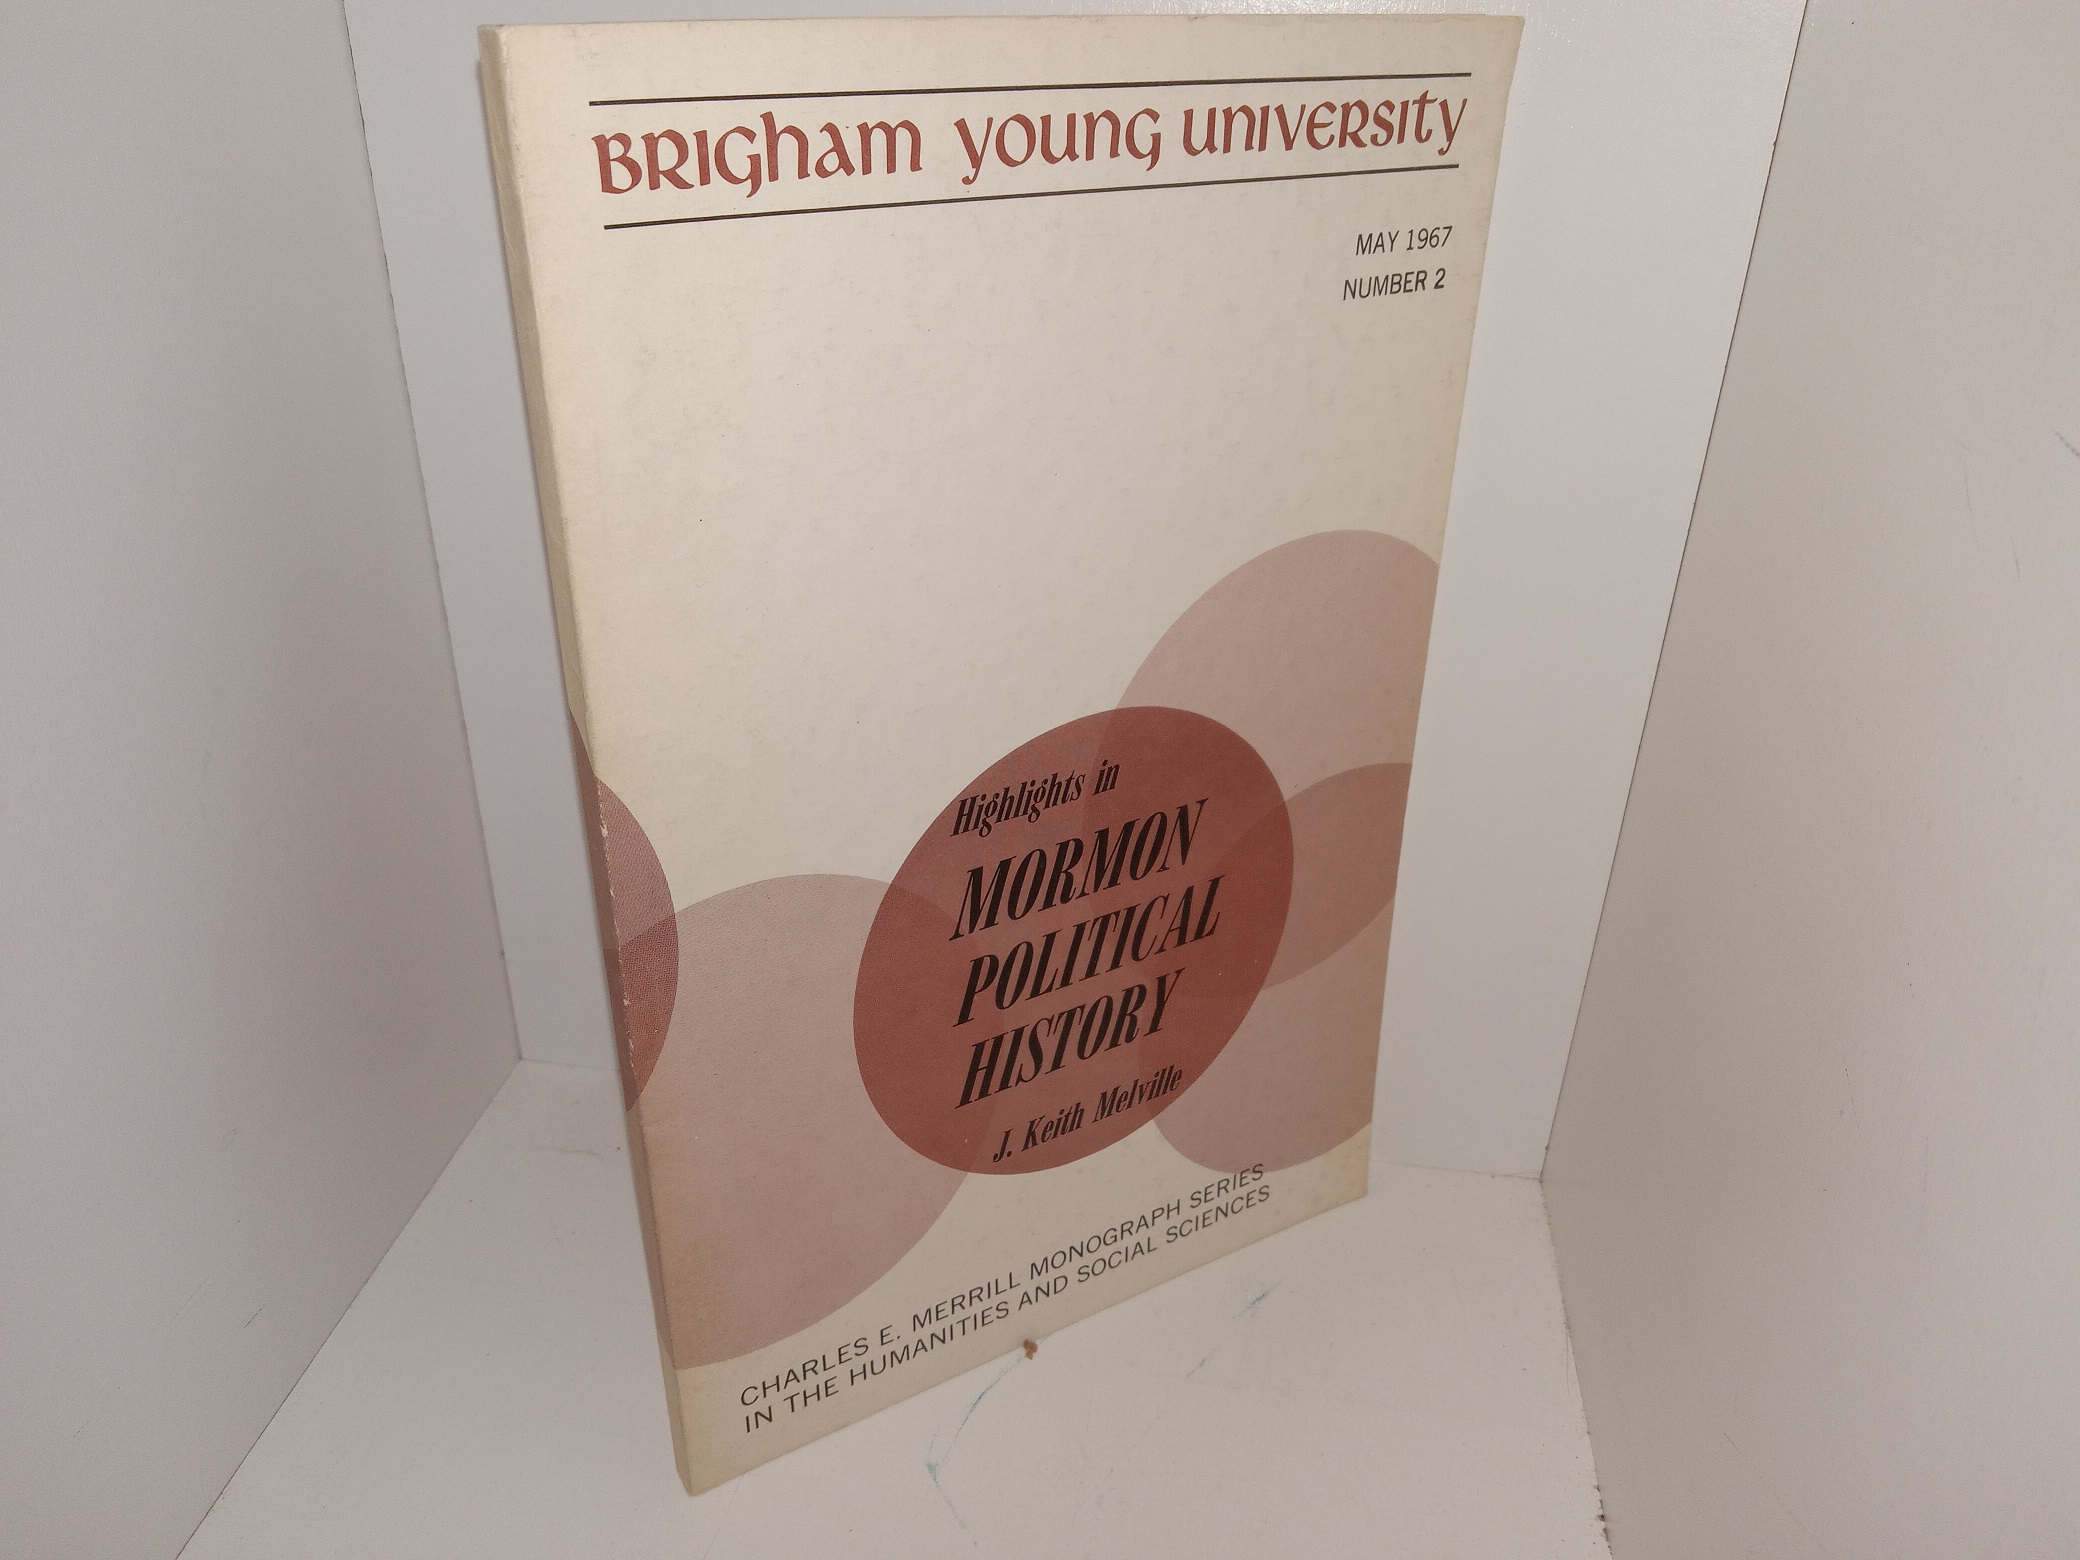 BRIGham young university
MAY 1967
NUMBER 2
Highlights in
MORMON
POLITICAL
HISTORY
J. Keith Melville
CHARLES E. MERRILL MONOGRAPH SERIES
IN THE HUMANITIES AND SOCIAL SCIENCES